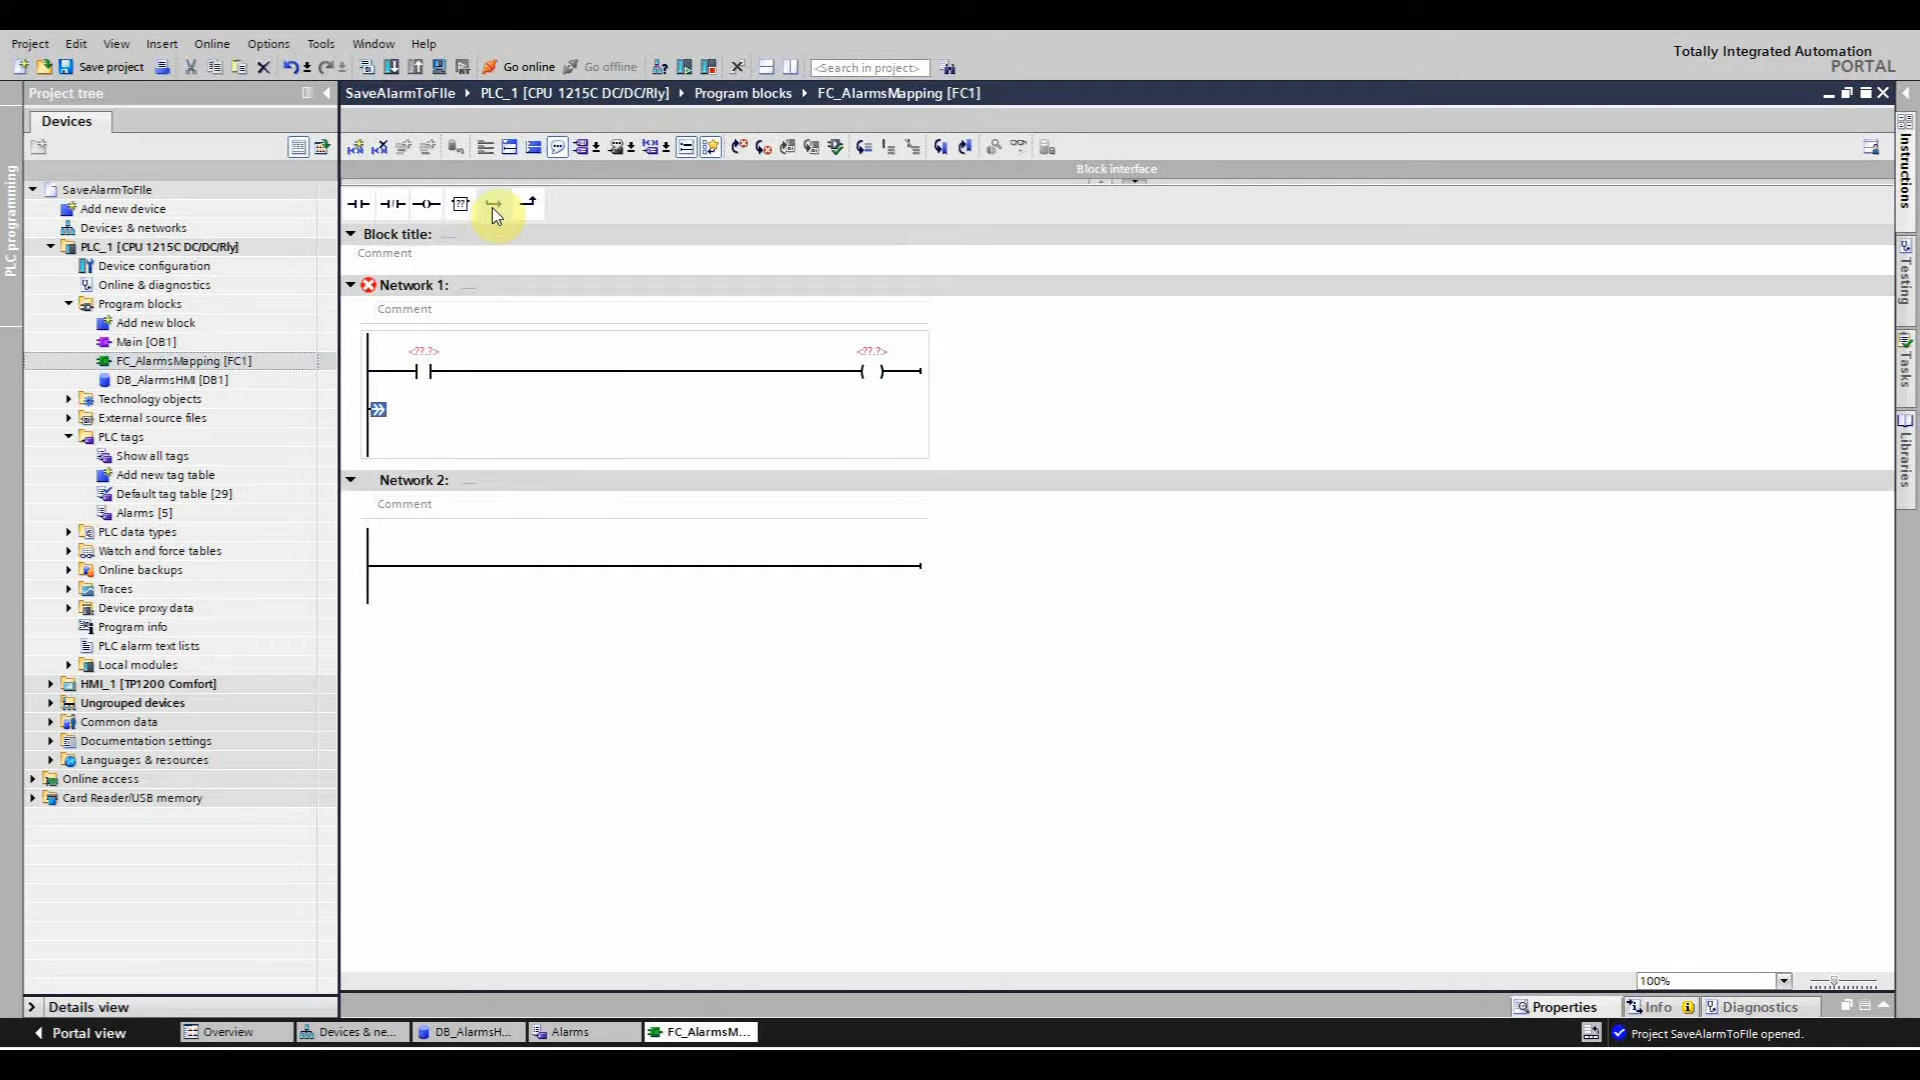 Project Edit View Insert Online Options Tools Window Help
Totally Integrated Automation
PORTAL
Save project
Go online
Go offline
<Search in project>
Project tree
SaveAlarmToFIle
PLC_1 [CPU 1215C DC/DC/Rly]
Program blocks
FC_AlarmsMapping [FC1]
Devices
PLC programming
SaveAlarmToFIle
Add new device
Devices & networks
PLC_1 [CPU 1215C DC/DC/Rly]
Device configuration
Online & diagnostics
Program blocks
Add new block
Main [OB1]
FC_AlarmsMapping [FC1]
DB_AlarmsHMI [DB1]
Technology objects
External source files
PLC tags
Show all tags
Add new tag table
Default tag table [29]
Alarms [5]
PLC data types
Watch and force tables
Online backups
Traces
Device proxy data
Program info
PLC alarm text lists
Local modules
HMI_1 [TP1200 Comfort]
Ungrouped devices
Common data
Documentation settings
Languages & resources
Online access
Card Reader/USB memory
Details view
Block interface
??
Block title:
Comment
Network 1:
Comment
<??.?>
<??.?>
Network 2:
Comment
100%
Instructions
Testing
Tasks
Libraries
Properties
Info
Diagnostics
Portal view
Overview
Devices & ne...
DB_AlarmsH...
Alarms
FC_AlarmsM...
Project SaveAlarmToFIle opened.